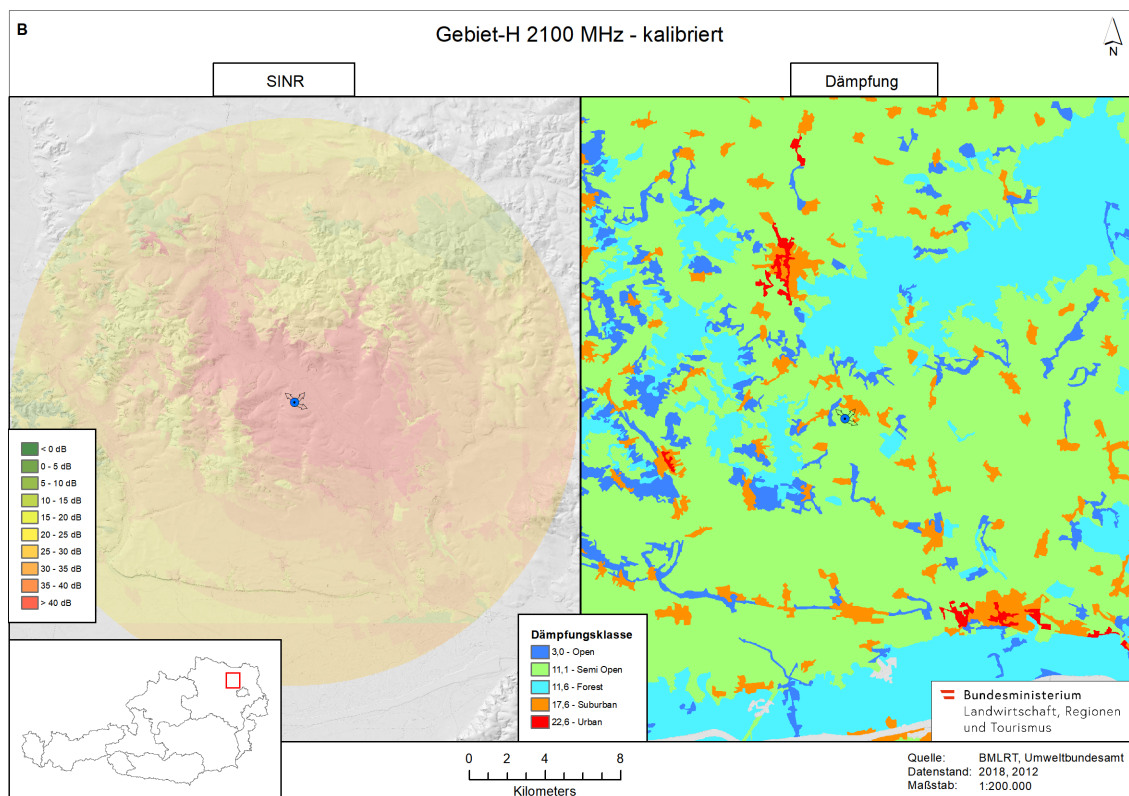 B
Gebiet-H 2100 MHz - kalibriert
N
SINR
Dämpfung
< 0 dB
0 - 5 dB
5 - 10 dB
10 - 15 dB
15 - 20 dB
20 - 25 dB
25 - 30 dB
30 - 35 dB
35 - 40 dB
> 40 dB
Dämpfungsklasse
3,0 - Open
11,1 - Semi Open
11,6 - Forest
17,6 - Suburban
22,6 - Urban
Bundesministerium
Landwirtschaft, Regionen
und Tourismus
0 2 4 8
Kilometers
Quelle: BMLRT, Umweltbundesamt
Datenstand: 2018, 2012
Maßstab: 1:200.000